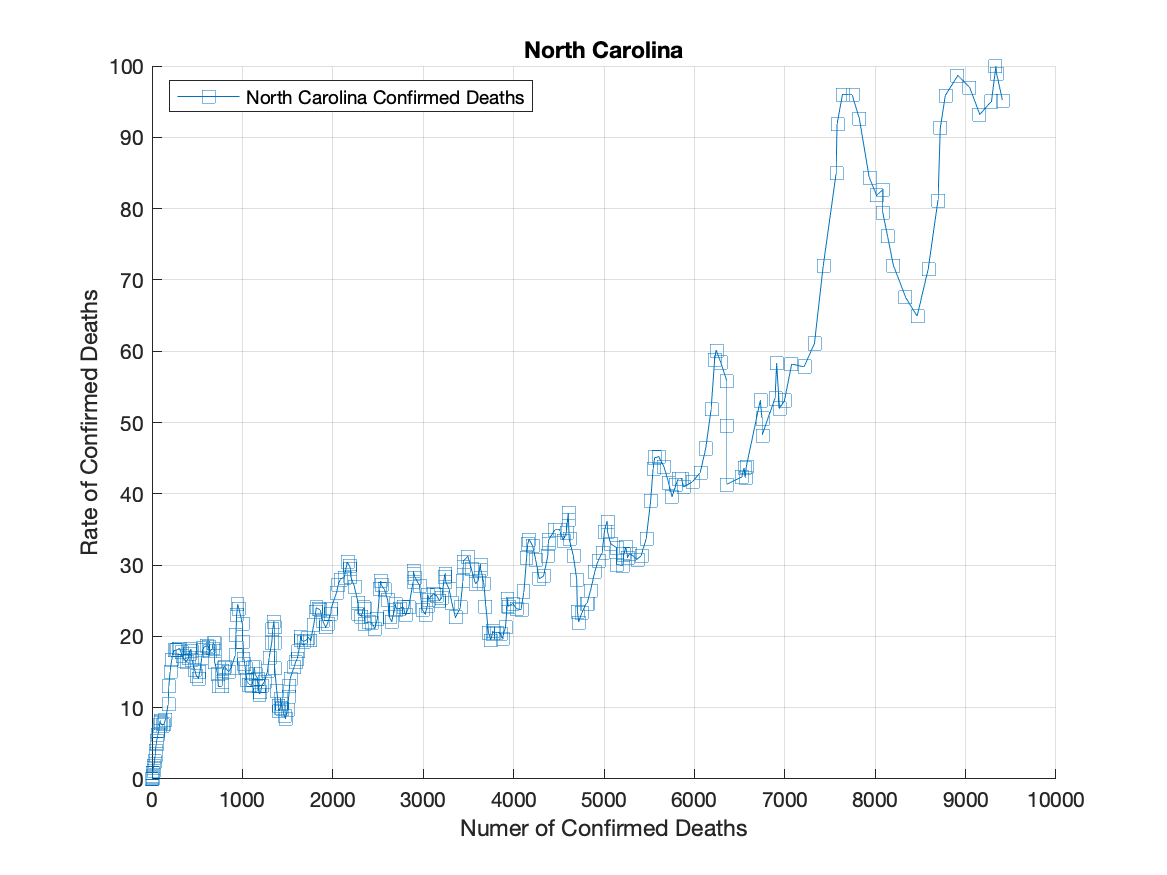 North Carolina
North Carolina Confirmed Deaths
100
90
80
70
60
50
40
30
20
10
0
Rate of Confirmed Deaths
0 1000 2000 3000 4000 5000 6000 7000 8000 9000 10000
Numer of Confirmed Deaths